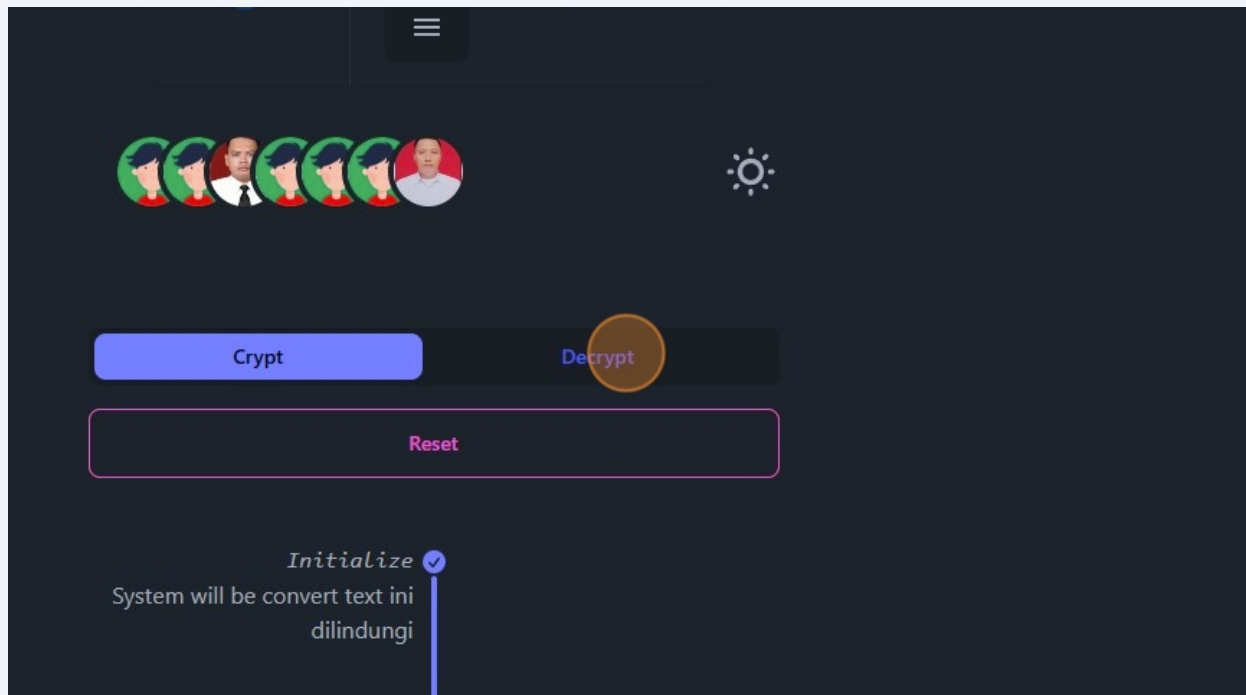 Crypt
Decrypt
Reset
Initialize
System will be convert text ini
dilindungi